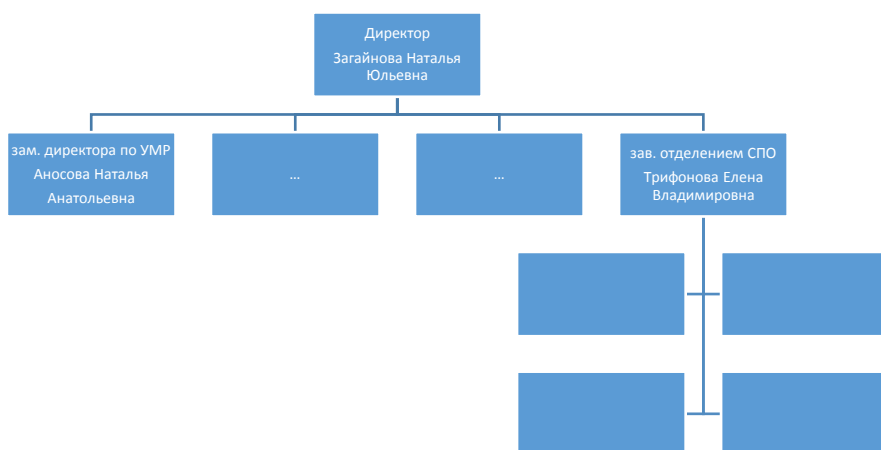 Директор
Загайнова Наталья
Юльевна
зам. директора по УМР
Аносова Наталья
Анатольевна
...
...
зав. отделением СПО
Трифонова Елена
Владимировна